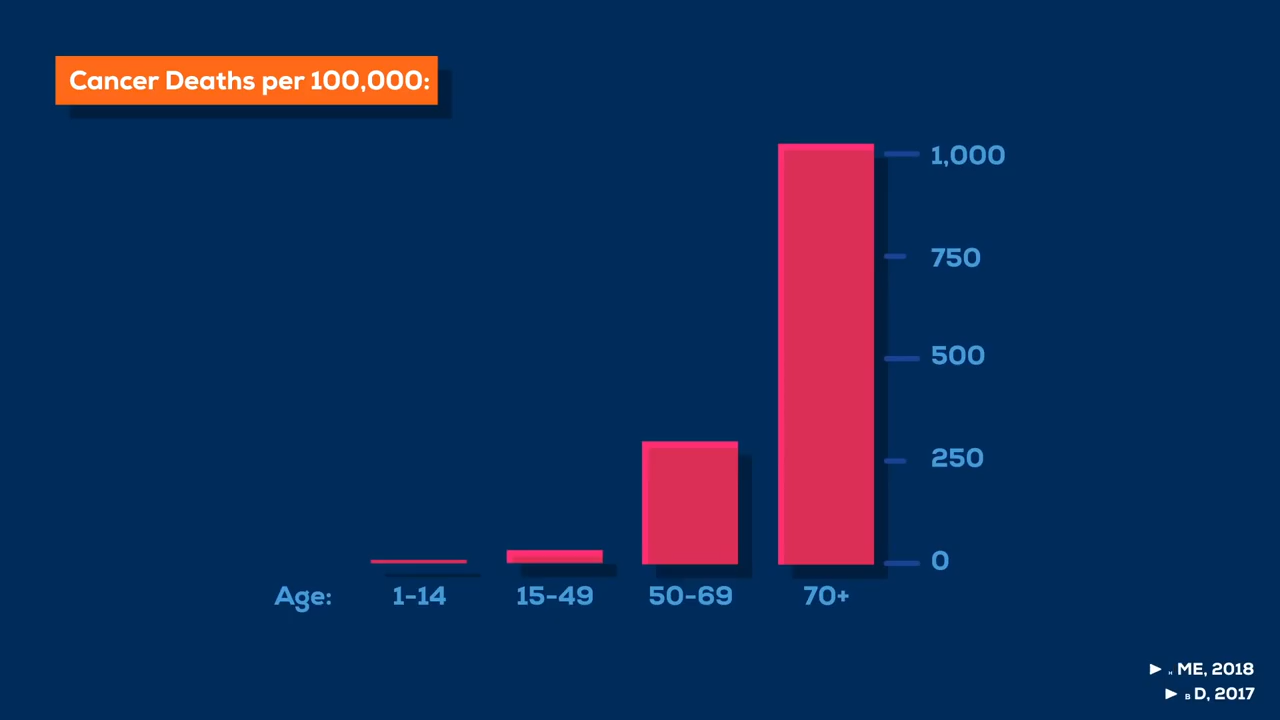 Cancer Deaths per 100,000:
1,000
750
500
250
0
Age: 1-14 15-49 50-69 70+
ME, 2018
D, 2017